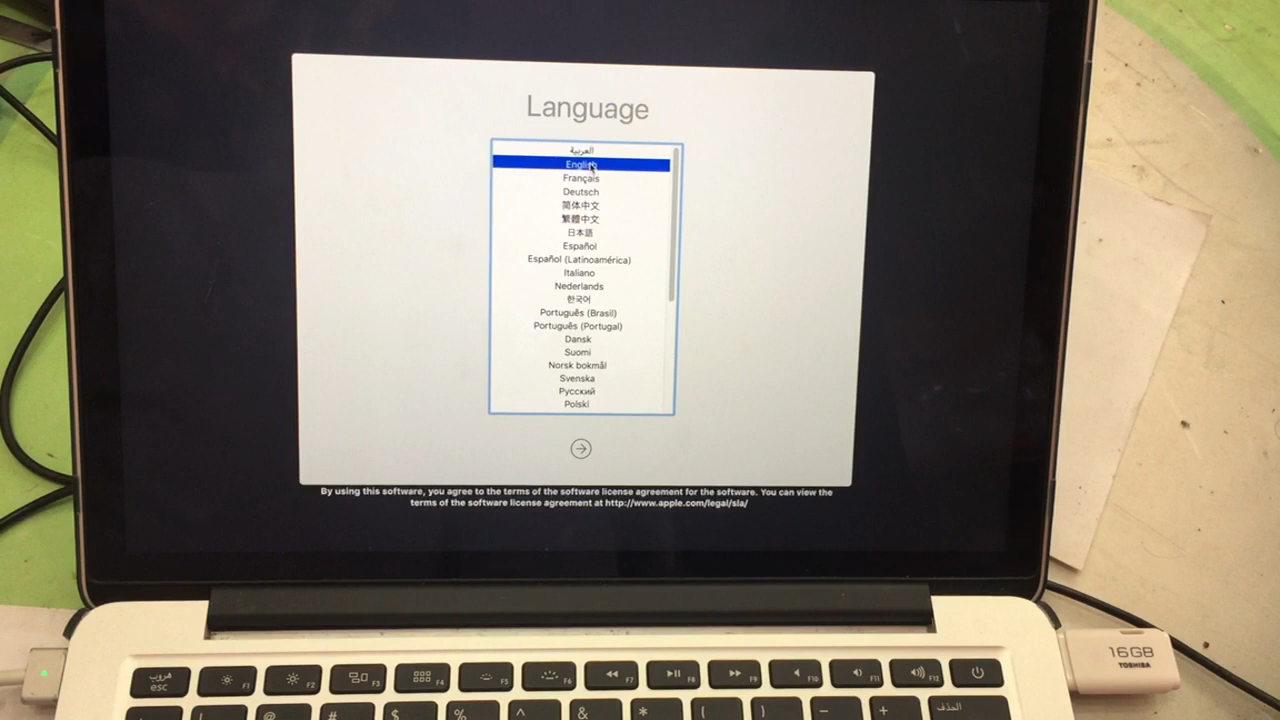 Language
العربية
English
Français
Deutsch
简体中文
繁體中文
日本語
Español
Español (Latinoamérica)
Italiano
Nederlands
한국어
Português (Brasil)
Português (Portugal)
Dansk
Suomi
Norsk bokmål
Svenska
Русский
Polski
By using this software, you agree to the terms of the software license agreement for the software. You can view the
terms of the software license agreement at http://www.apple.com/legal/sla/
16GB
TOSHIBA
هروب
esc F1 F2 F3 F4 F5 F6 F7 F8 F9 F10 F11 F12
! @ # $ % ^ & * ( ) – + الحذف